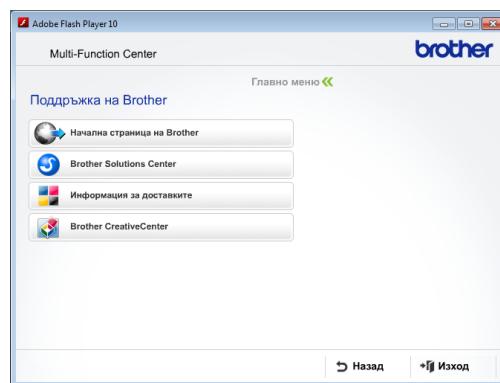 Adobe Flash Player 10
Multi-Function Center
brother
Главно меню
Поддръжка на Brother
Начална страница на Brother
Brother Solutions Center
Информация за доставките
Brother CreativeCenter
Назад
Изход